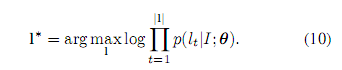 l* = arg max_l log ∏_{t=1}^{|l|} p(l_t|I; θ). (10)